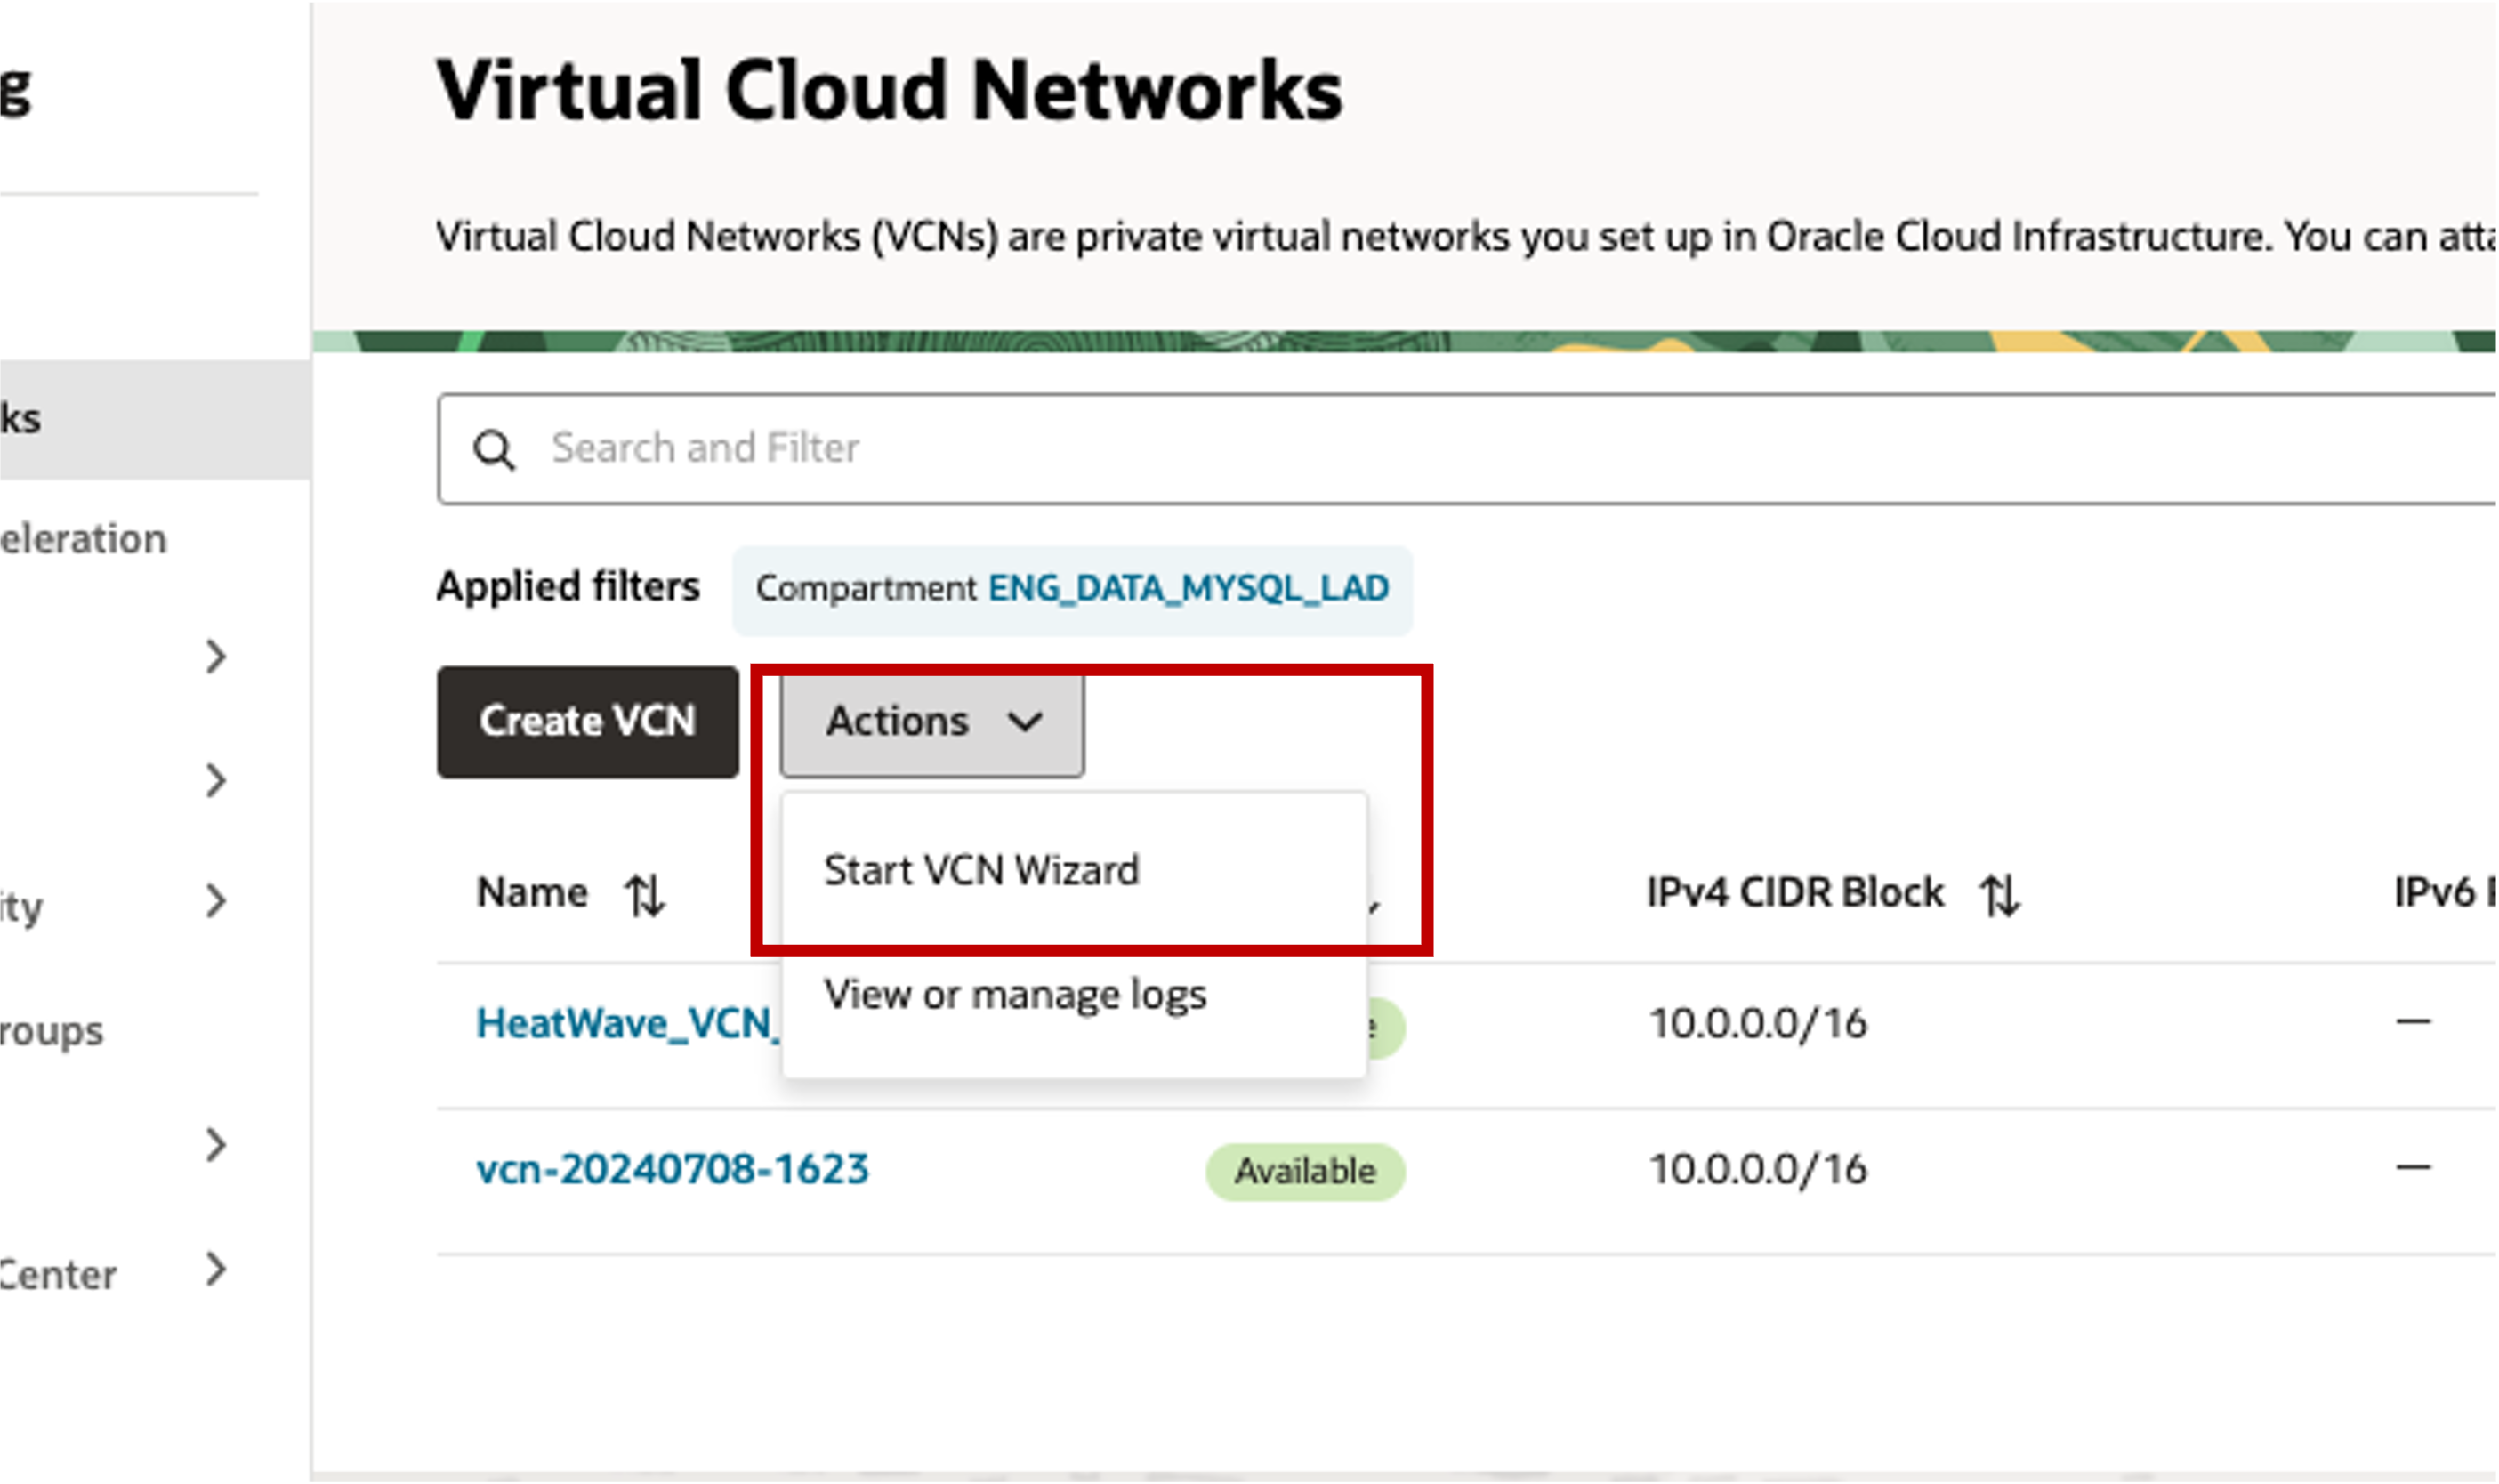 g
Virtual Cloud Networks
Virtual Cloud Networks (VCNs) are private virtual networks you set up in Oracle Cloud Infrastructure. You can atta
ks
Search and Filter
eleration
Applied filters Compartment ENG_DATA_MYSQL_LAD
Create VCN Actions
Start VCN Wizard
Name IPv4 CIDR Block IPv6
ity
View or manage logs
HeatWave_VCN_ e 10.0.0.0/16 —
roups
vcn-20240708-1623 Available 10.0.0.0/16 —
Center